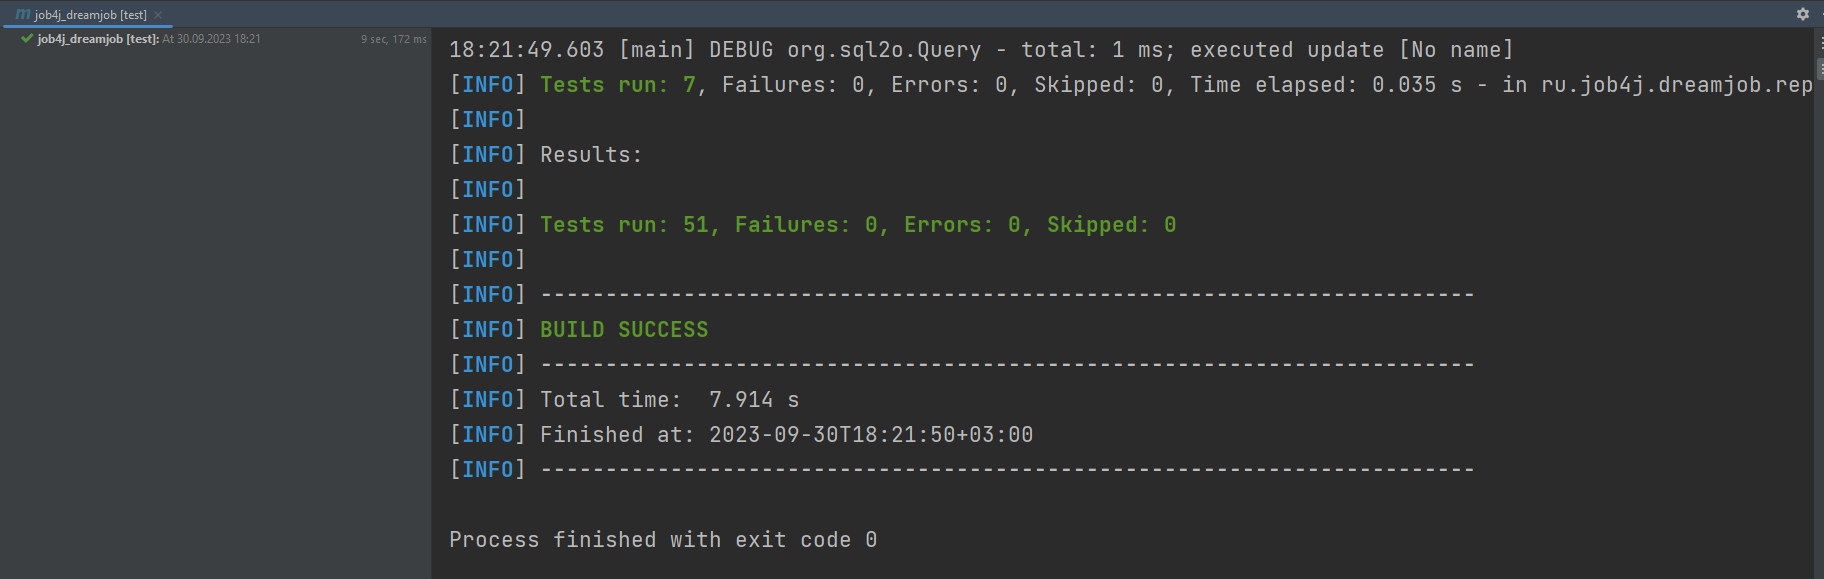 m job4j_dreamjob [test] ×
job4j_dreamjob [test]: At 30.09.2023 18:21 9 sec, 172 ms
18:21:49.603 [main] DEBUG org.sql2o.Query - total: 1 ms; executed update [No name]
[INFO] Tests run: 7, Failures: 0, Errors: 0, Skipped: 0, Time elapsed: 0.035 s - in ru.job4j.dreamjob.rep
[INFO]
[INFO] Results:
[INFO]
[INFO] Tests run: 51, Failures: 0, Errors: 0, Skipped: 0
[INFO]
[INFO] ------------------------------------------------------------------------
[INFO] BUILD SUCCESS
[INFO] ------------------------------------------------------------------------
[INFO] Total time:  7.914 s
[INFO] Finished at: 2023-09-30T18:21:50+03:00
[INFO] ------------------------------------------------------------------------
Process finished with exit code 0